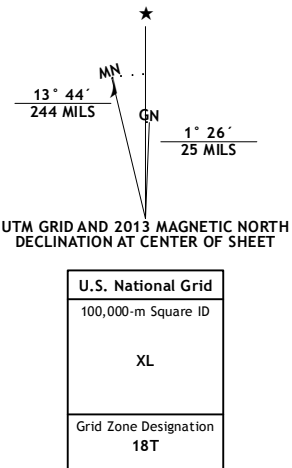 ★
MN
GN
13° 44´
244 MILS
1° 26´
25 MILS
UTM GRID AND 2013 MAGNETIC NORTH
DECLINATION AT CENTER OF SHEET
U.S. National Grid
100,000-m Square ID
XL
Grid Zone Designation
18T